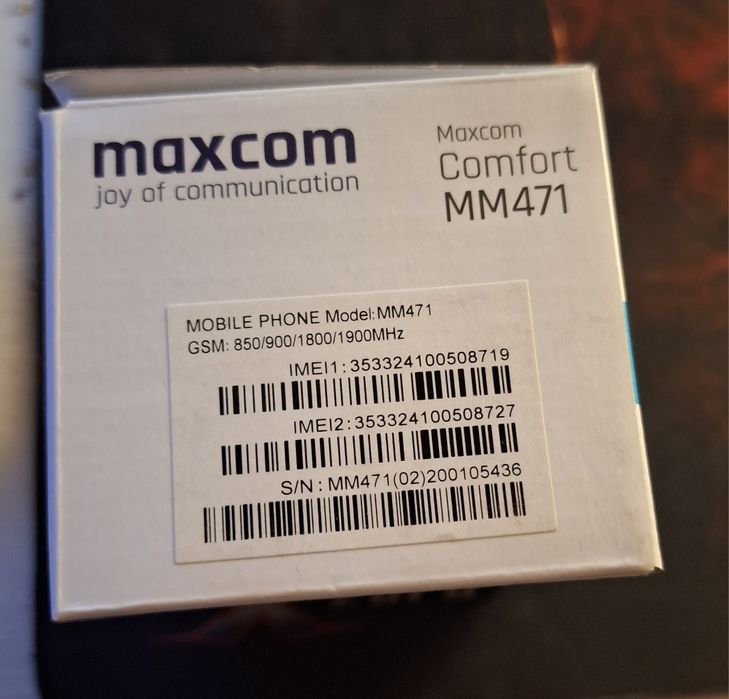 maxcom
joy of communication
Maxcom
Comfort
MM471
MOBILE PHONE Model:MM471
GSM: 850/900/1800/1900MHz
IMEI1:353324100508719
IMEI2:353324100508727
S/N : MM471(02)200105436